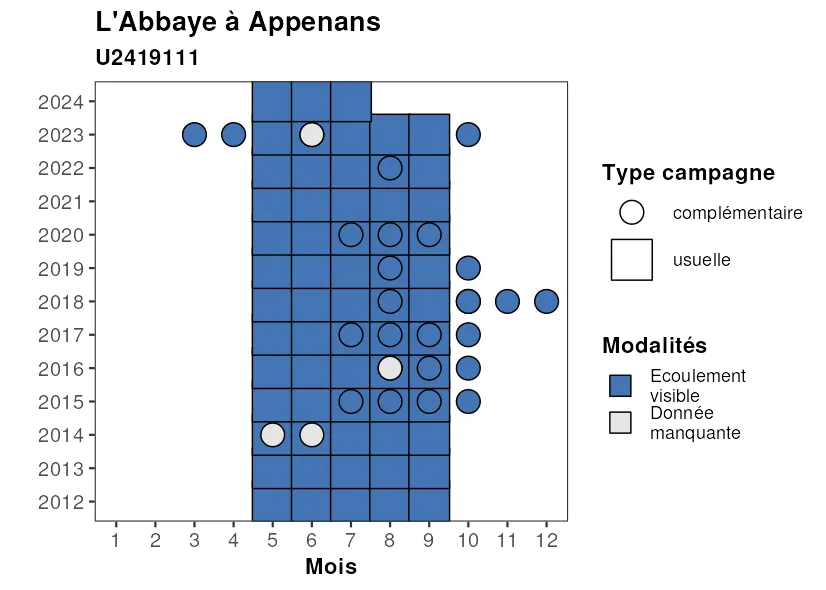 L'Abbaye à Appenans
U2419111
2024
2023
2022
2021
2020
2019
2018
2017
2016
2015
2014
2013
2012
1 2 3 4 5 6 7 8 9 10 11 12
Mois
Type campagne
complémentaire
usuelle
Modalités
Ecoulement
visible
Donnée
manquante